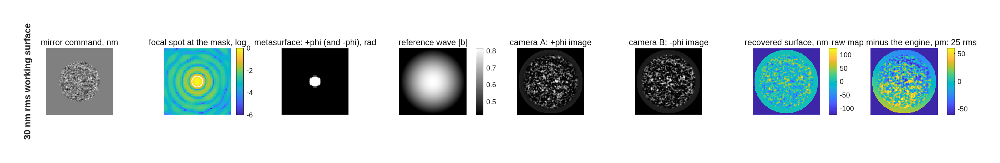 30 nm rms working surface
mirror command, nm
focal spot at the mask, log
0
-2
-4
-6
metasurface: +phi (and -phi), rad
reference wave |b|
0.8
0.7
0.6
0.5
camera A: +phi image
camera B: -phi image
recovered surface, nm
100
50
0
-50
-100
raw map minus the engine, pm: 25 rms
50
0
-50